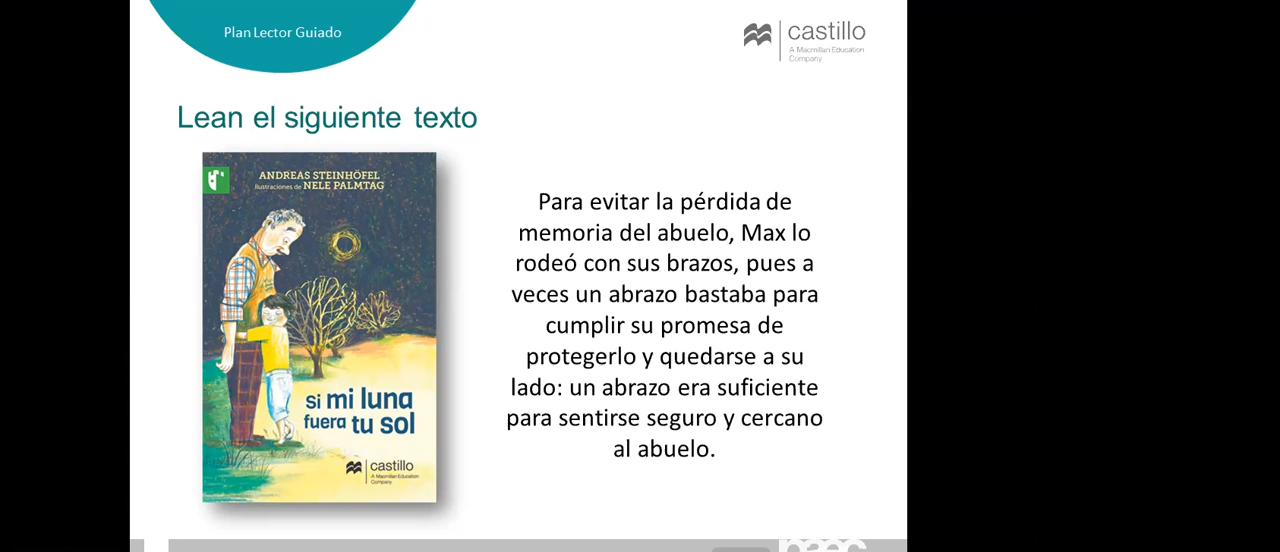 Plan Lector Guiado
castillo
A Macmillan Education
Company
Lean el siguiente texto
ANDREAS STEINHÖFEL
Ilustraciones de NELE PALMTAG
si mi luna
fuera tu sol
castillo
A Macmillan Education
Company
Para evitar la pérdida de
memoria del abuelo, Max lo
rodeó con sus brazos, pues a
veces un abrazo bastaba para
cumplir su promesa de
protegerlo y quedarse a su
lado: un abrazo era suficiente
para sentirse seguro y cercano
al abuelo.